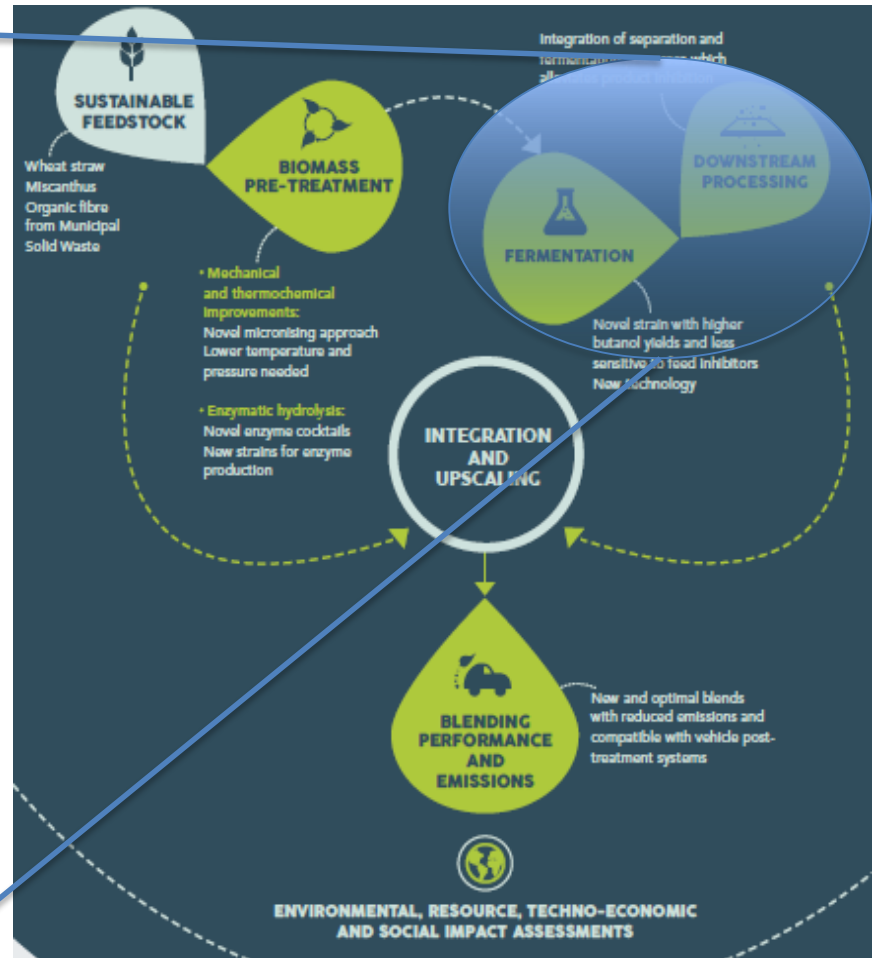 SUSTAINABLE
FEEDSTOCK
Wheat straw
Miscanthus
Organic fibre
from Municipal
Solid Waste
BIOMASS
PRE-TREATMENT
• Mechanical
and thermochemical
improvements:
Novel micronising approach
Lower temperature and
pressure needed
• Enzymatic hydrolysis:
Novel enzyme cocktails
New strains for enzyme
production
Integration of separation and
which
DOWNSTREAM
PROCESSING
FERMENTATION
Novel strain with higher
butanol yields and less
sensitive to feed inhibitors
New technology
INTEGRATION
AND
UPSCALING
BLENDING
PERFORMANCE
AND
EMISSIONS
New and optimal blends
with reduced emissions and
compatible with vehicle post-
treatment systems
ENVIRONMENTAL, RESOURCE, TECHNO-ECONOMIC
AND SOCIAL IMPACT ASSESSMENTS